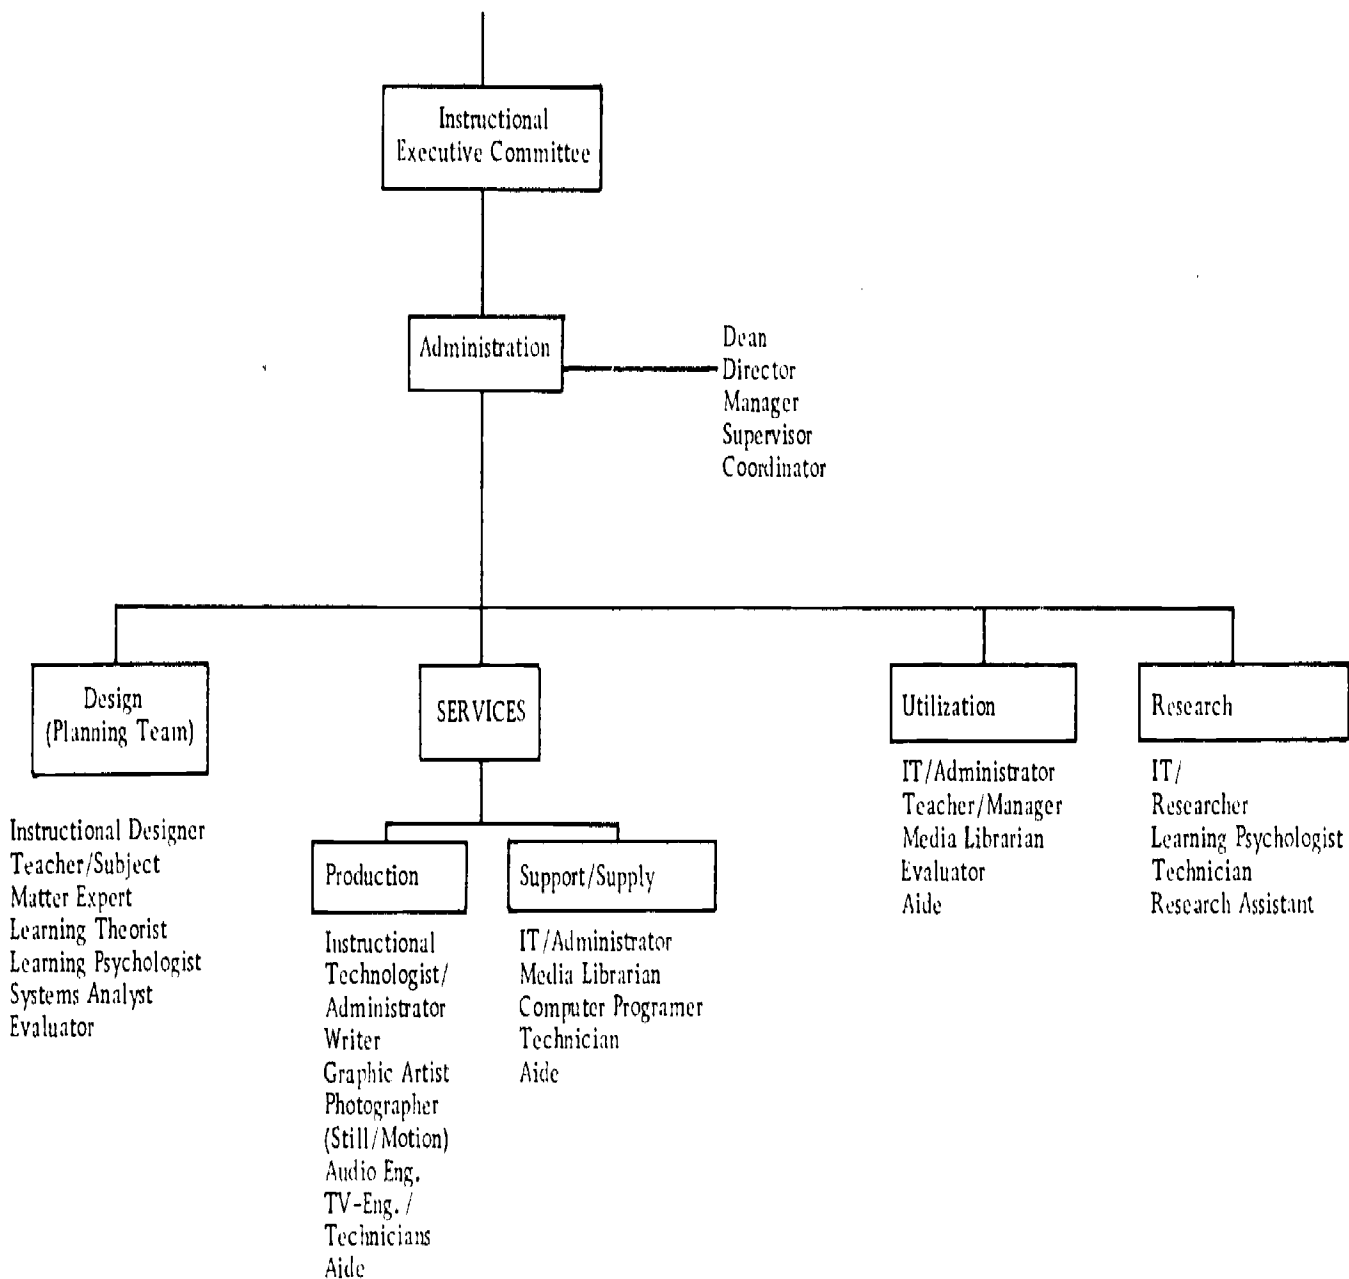 Instructional
Executive Committee
Administration
Dean
Director
Manager
Supervisor
Coordinator
Design
(Planning Team)
Instructional Designer
Teacher/Subject
Matter Expert
Learning Theorist
Learning Psychologist
Systems Analyst
Evaluator
SERVICES
Production
Instructional
Technologist/
Administrator
Writer
Graphic Artist
Photographer
(Still/Motion)
Audio Eng.
TV-Eng. /
Technicians
Aide
Support/Supply
IT/Administrator
Media Librarian
Computer Programer
Technician
Aide
Utilization
IT/Administrator
Teacher/Manager
Media Librarian
Evaluator
Aide
Research
IT/
Researcher
Learning Psychologist
Technician
Research Assistant